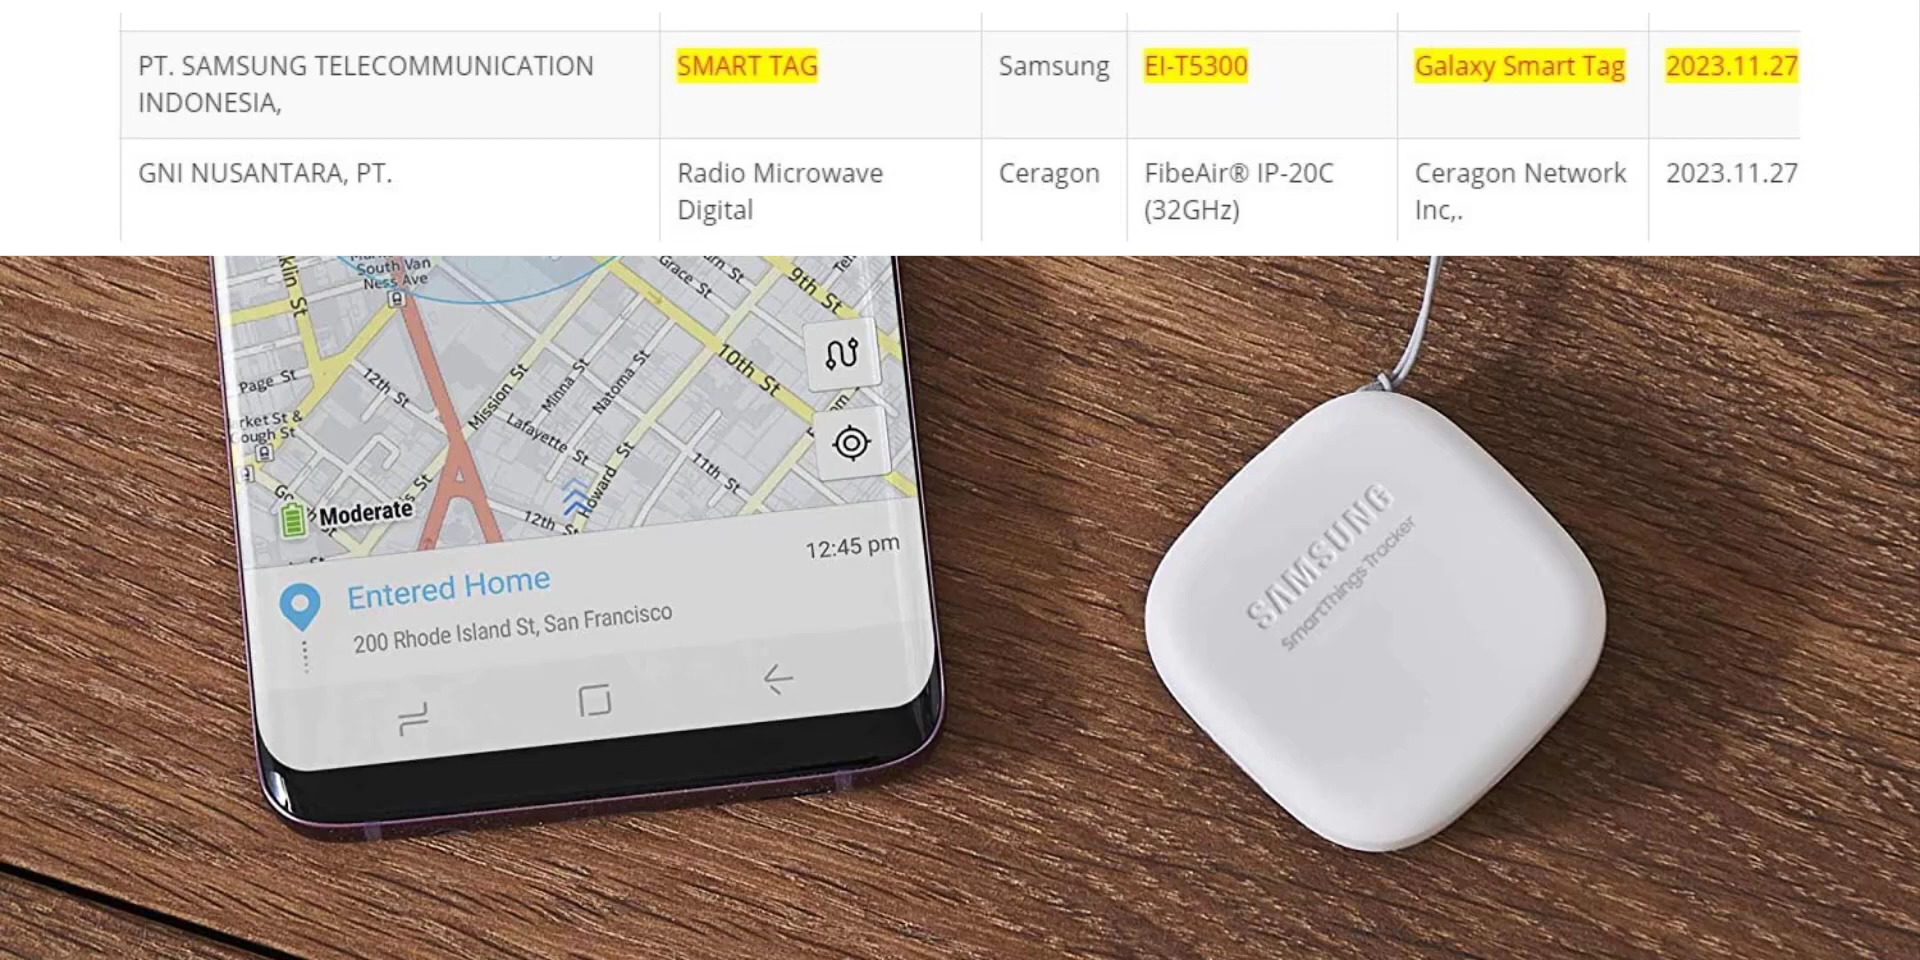 PT. SAMSUNG TELECOMMUNICATION
INDONESIA,
SMART TAG
Samsung
EI-T5300
Galaxy Smart Tag
2023.11.27
GNI NUSANTARA, PT.
Radio Microwave
Digital
Ceragon
FibeAir® IP-20C
(32GHz)
Ceragon Network
Inc,.
2023.11.27
South Van
Ness Ave
Grace St
9th St
10th St
Page St
12th St
Mission St
Minna St
Natoma St
Lafayette St
Howard St
11th St
12th St
Moderate
12:45 pm
Entered Home
200 Rhode Island St, San Francisco
SAMSUNG
SmartThings Tracker